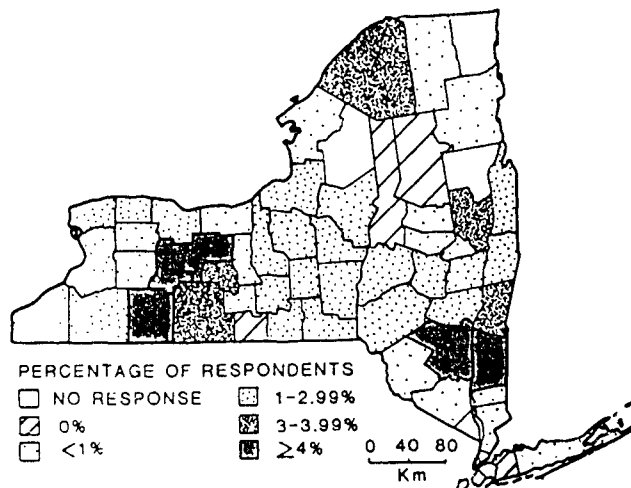 PERCENTAGE OF RESPONDENTS
NO RESPONSE
0%
<1%
1-2.99%
3-3.99%
≥4%
0 40 80
Km